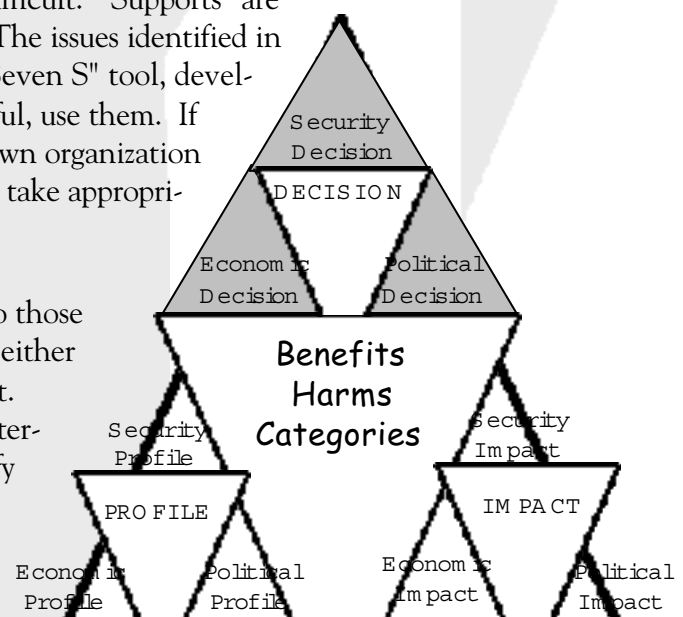 fficult. "Supports" are
The issues identified in
even S" tool, devel-
ful, use them. If
wn organization
take appropri-
o those
either
t.
ter-
fy
Security
Decision
DECISION
Economic
Decision
Political
Decision
Benefits
Harms
Categories
Security
Profile
PROFILE
Economic
Profile
Political
Profile
Security
Impact
IMPACT
Economic
Impact
Political
Impact